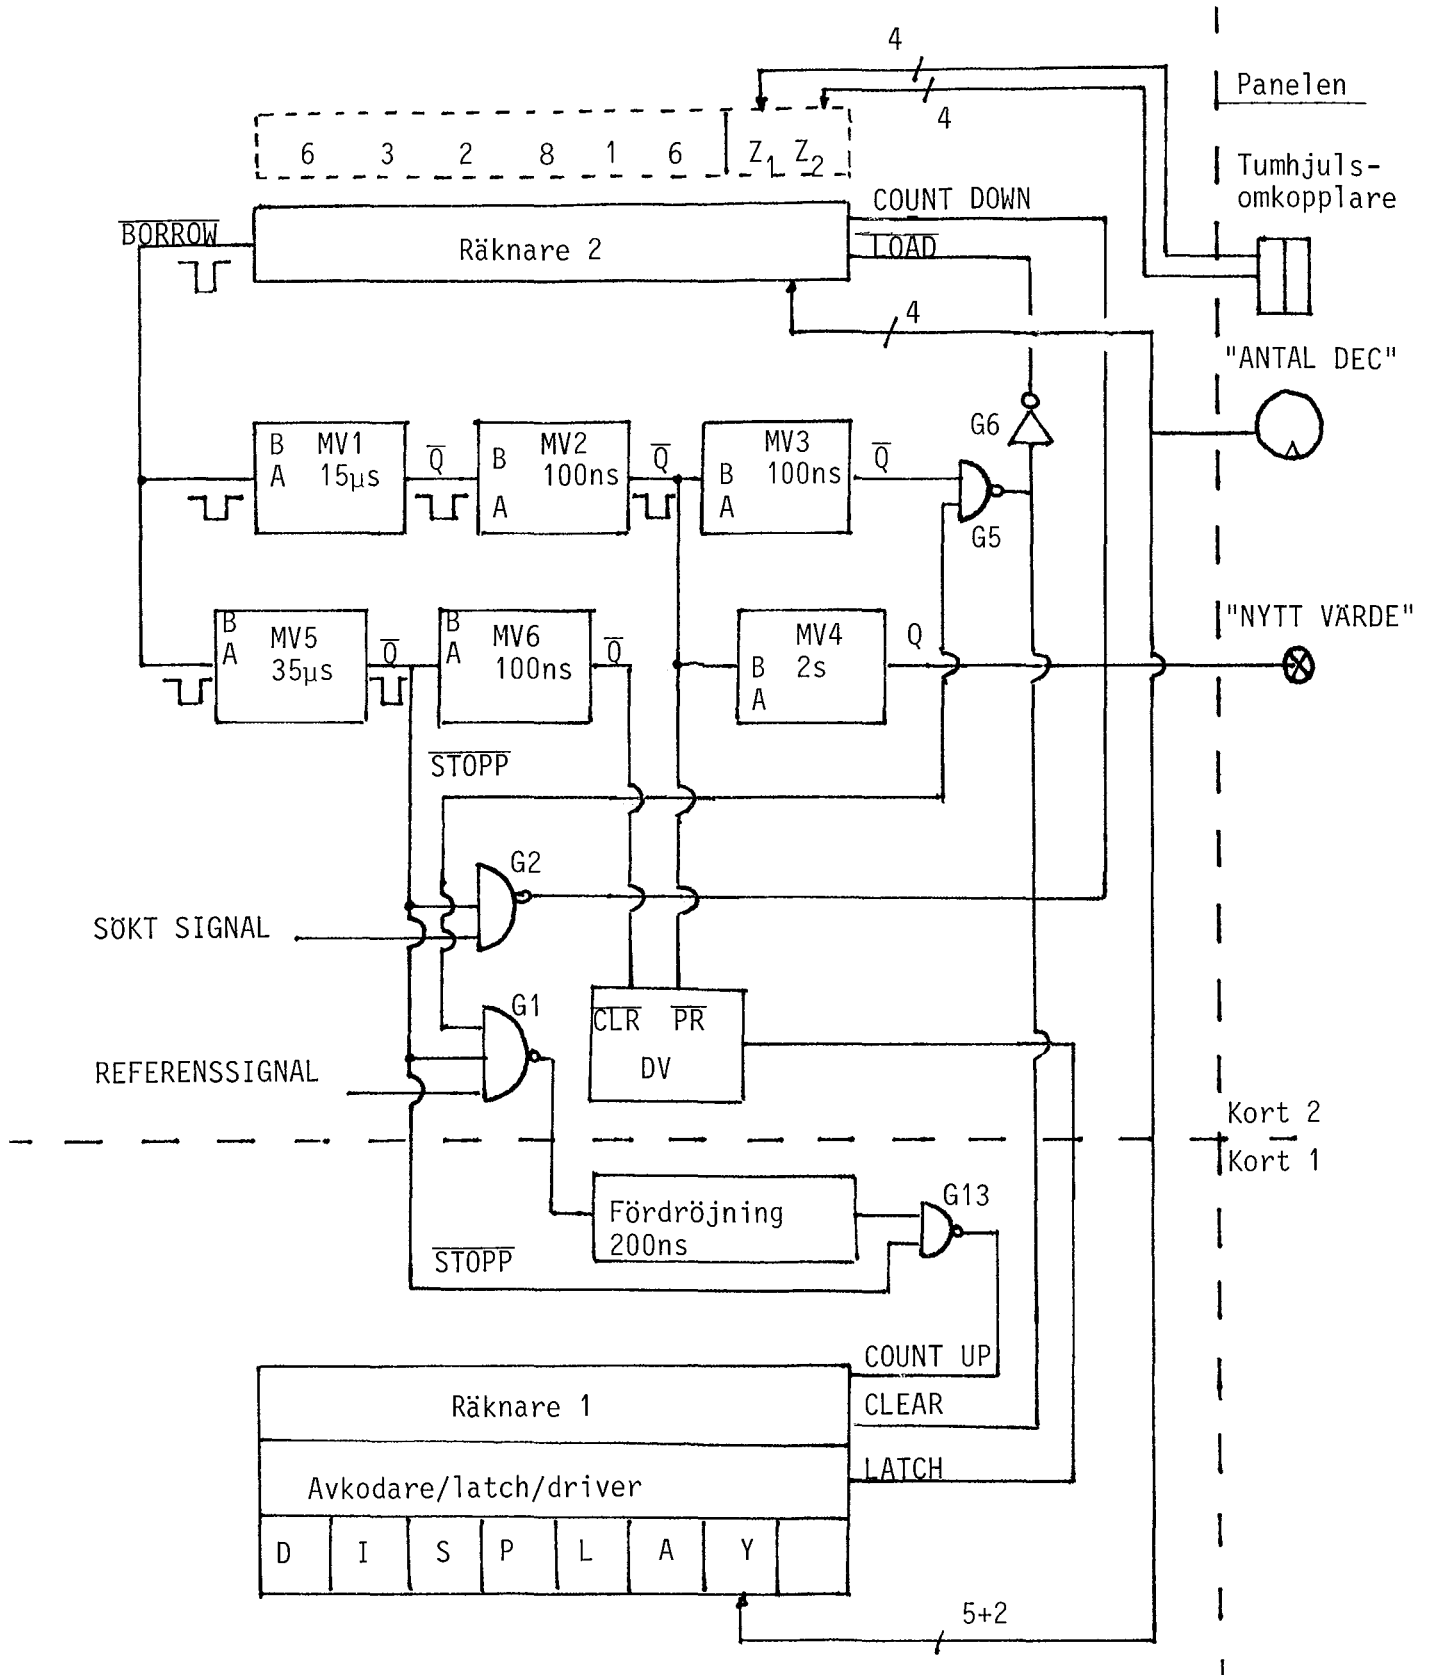 4
Panelen
4
6 3 2 8 1 6 Z1 Z2
Tumhjuls-
omkopplare
COUNT DOWN
BORROW
LOAD
Räknare 2
4
"ANTAL DEC"
G6
B MV1
A 15µs
Q
B MV2
100ns
A
Q
MV3
B 100ns
A
Q
G5
"NYTT VÄRDE"
B MV5
A 35µs
Q
B MV6
A 100ns
Q
MV4
B 2s
A
Q
STOPP
G2
SÖKT SIGNAL
G1
CLR PR
DV
REFERENSSIGNAL
Kort 2
Kort 1
G13
Fördröjning
200ns
STOPP
COUNT UP
Räknare 1
CLEAR
LATCH
Avkodare/latch/driver
D I S P L A Y
5+2